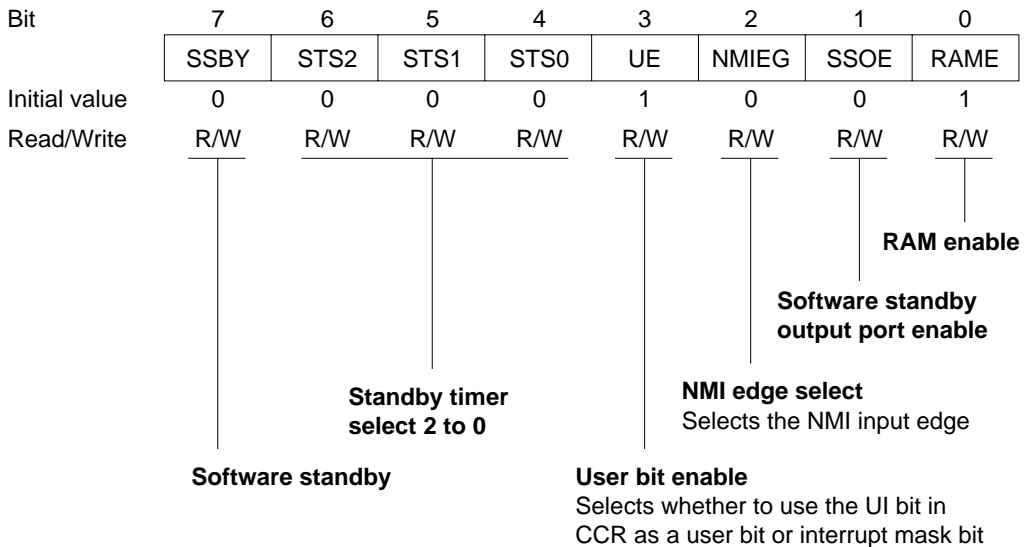 Bit 7 6 5 4 3 2 1 0
SSBY STS2 STS1 STS0 UE NMIEG SSOE RAME
Initial value 0 0 0 0 1 0 0 1
Read/Write R/W R/W R/W R/W R/W R/W R/W R/W
RAM enable
Software standby
output port enable
NMI edge select
Selects the NMI input edge
Standby timer
select 2 to 0
Software standby
User bit enable
Selects whether to use the UI bit in
CCR as a user bit or interrupt mask bit